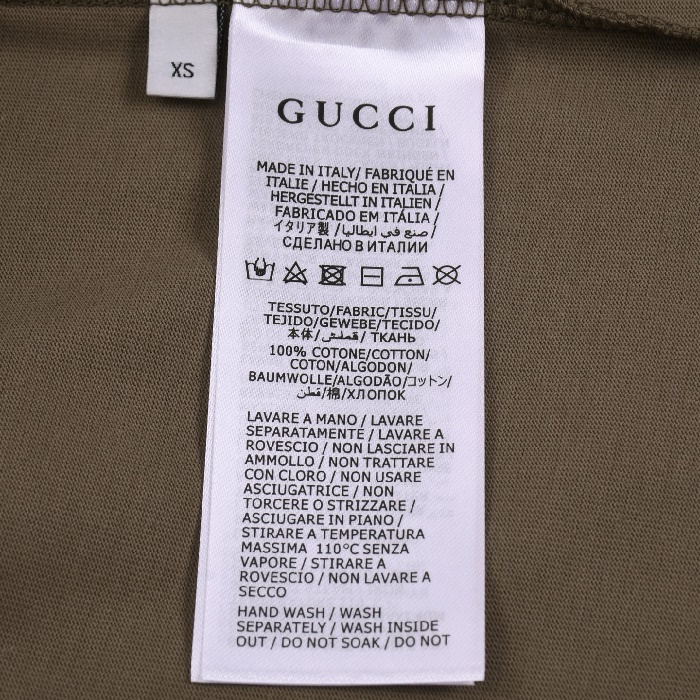 XS
GUCCI
MADE IN ITALY/ FABRIQUÉ EN
ITALIE / HECHO EN ITALIA /
HERGESTELLT IN ITALIEN /
FABRICADO EM ITÁLIA /
イタリア製 / صنع في ايطاليا /
СДЕЛАНО В ИТАЛИИ
TESSUTO/FABRIC/TISSU/
TEJIDO/GEWEBE/TECIDO/
本体/ قملش/ ТКАНЬ
100% COTONE/COTTON/
COTON/ALGODON/
BAUMWOLLE/ALGODÃO/コットン/
قطن/棉/ХЛОПОК
LAVARE A MANO / LAVARE
SEPARATAMENTE / LAVARE A
ROVESCIO / NON LASCIARE IN
AMMOLLO / NON TRATTARE
CON CLORO / NON USARE
ASCIUGATRICE / NON
TORCERE O STRIZZARE /
ASCIUGARE IN PIANO /
STIRARE A TEMPERATURA
MASSIMA 110°C SENZA
VAPORE / STIRARE A
ROVESCIO / NON LAVARE A
SECCO
HAND WASH / WASH
SEPARATELY / WASH INSIDE
OUT / DO NOT SOAK / DO NOT